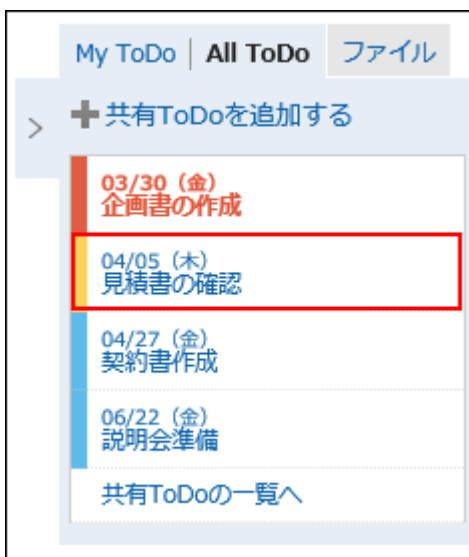 My ToDo | All ToDo ファイル
共有ToDoを追加する
03/30（金）
企画書の作成
04/05（木）
見積書の確認
04/27（金）
契約書作成
06/22（金）
説明会準備
共有ToDoの一覧へ